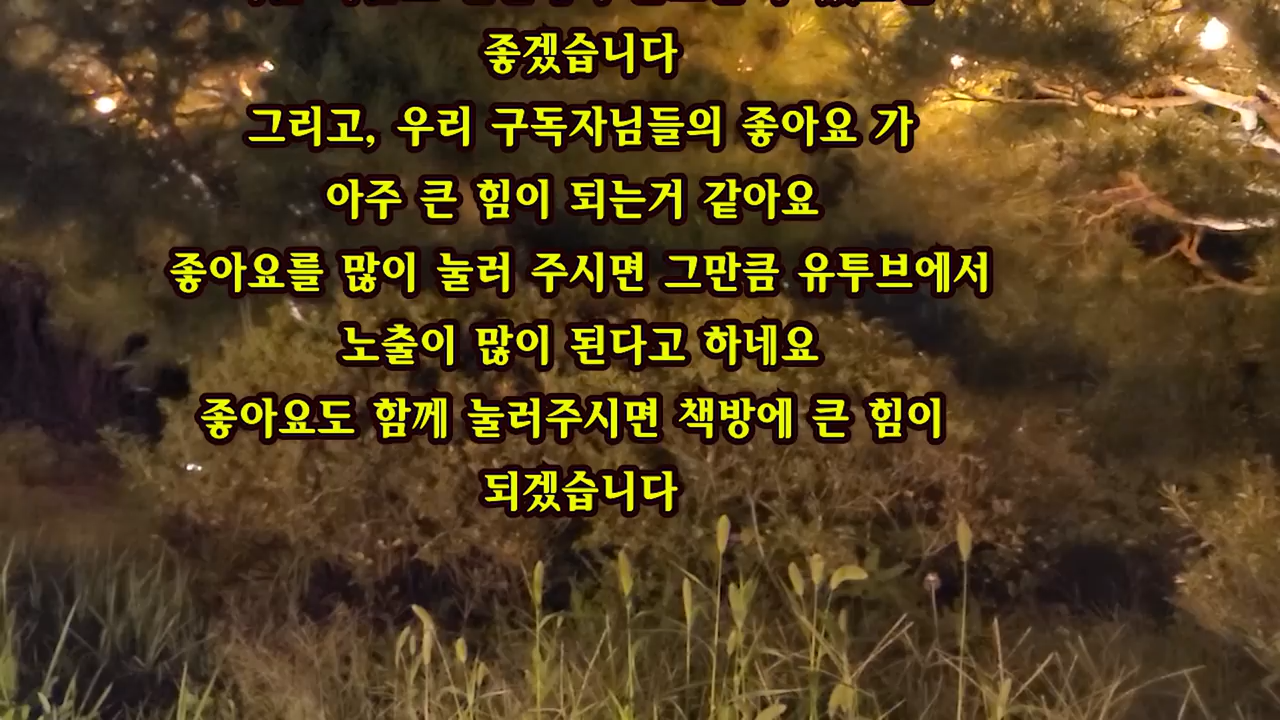 좋겠습니다
그리고, 우리 구독자님들의 좋아요 가
아주 큰 힘이 되는거 같아요
좋아요를 많이 눌러 주시면 그만큼 유투브에서
노출이 많이 된다고 하네요
좋아요도 함께 눌러주시면 책방에 큰 힘이
되겠습니다